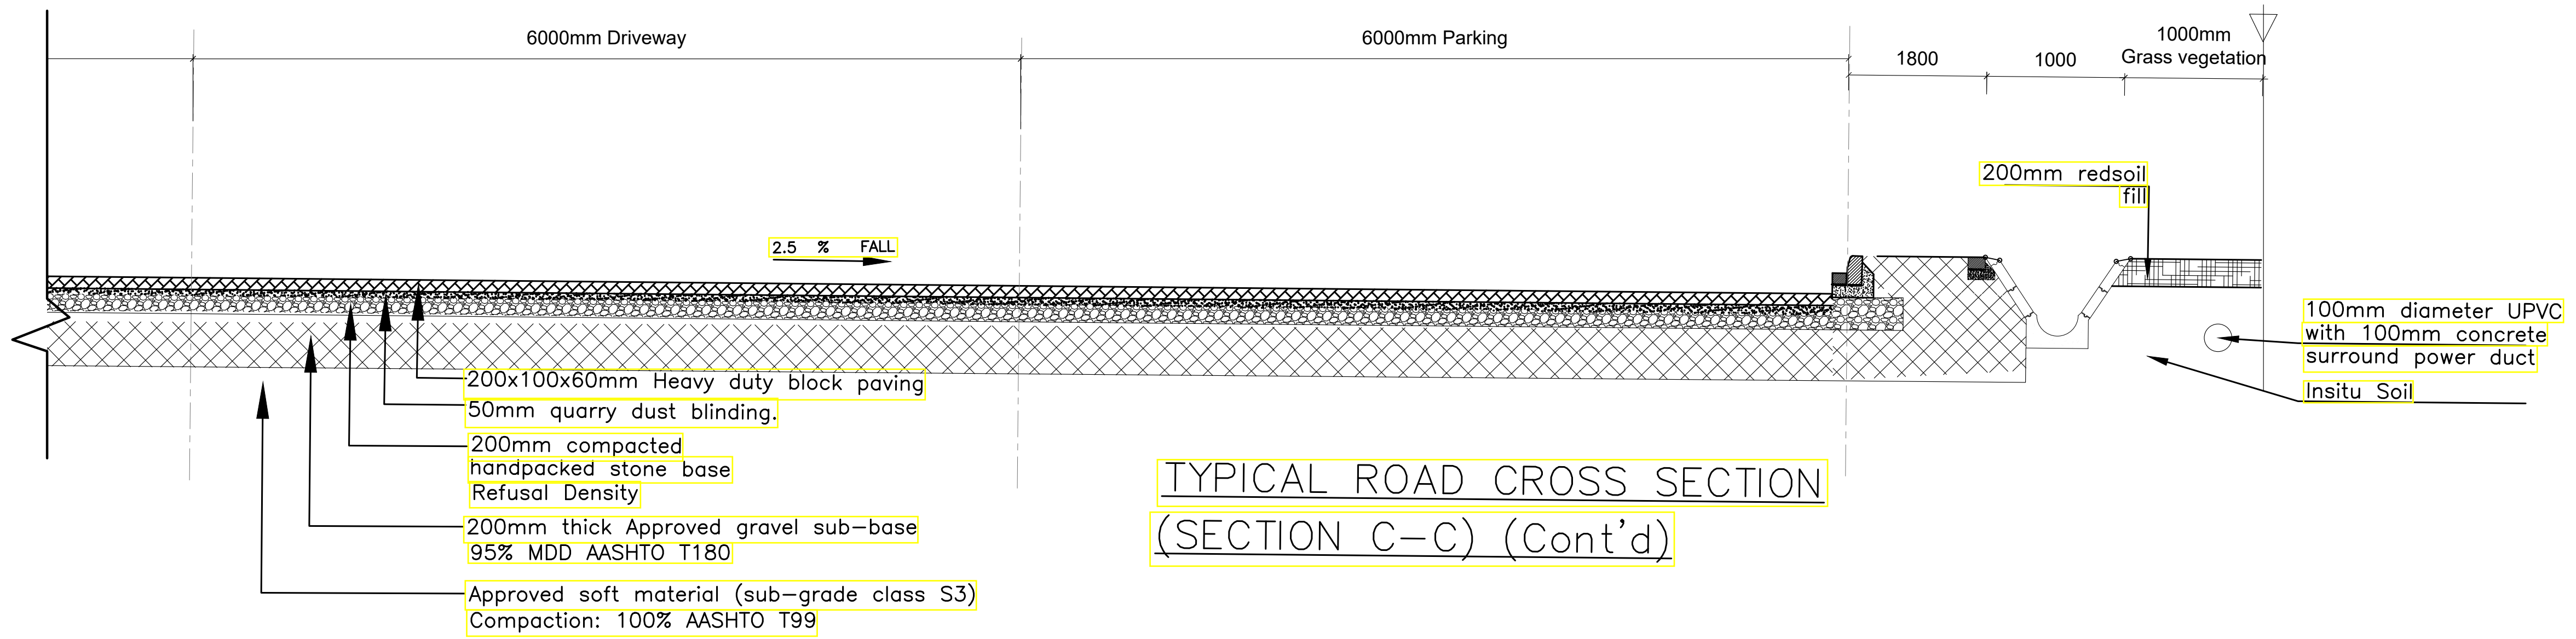 6000mm Driveway
6000mm Parking
1800
1000
1000mm
Grass vegetation
200mm redsoil
fill
2.5 % FALL
100mm diameter UPVC
with 100mm concrete
surround power duct
Insitu Soil
200x100x60mm Heavy duty block paving
50mm quarry dust blinding.
200mm compacted
handpacked stone base
Refusal Density
200mm thick Approved gravel sub-base
95% MDD AASHTO T180
Approved soft material (sub-grade class S3)
Compaction: 100% AASHTO T99
TYPICAL ROAD CROSS SECTION
(SECTION C-C) (Cont'd)